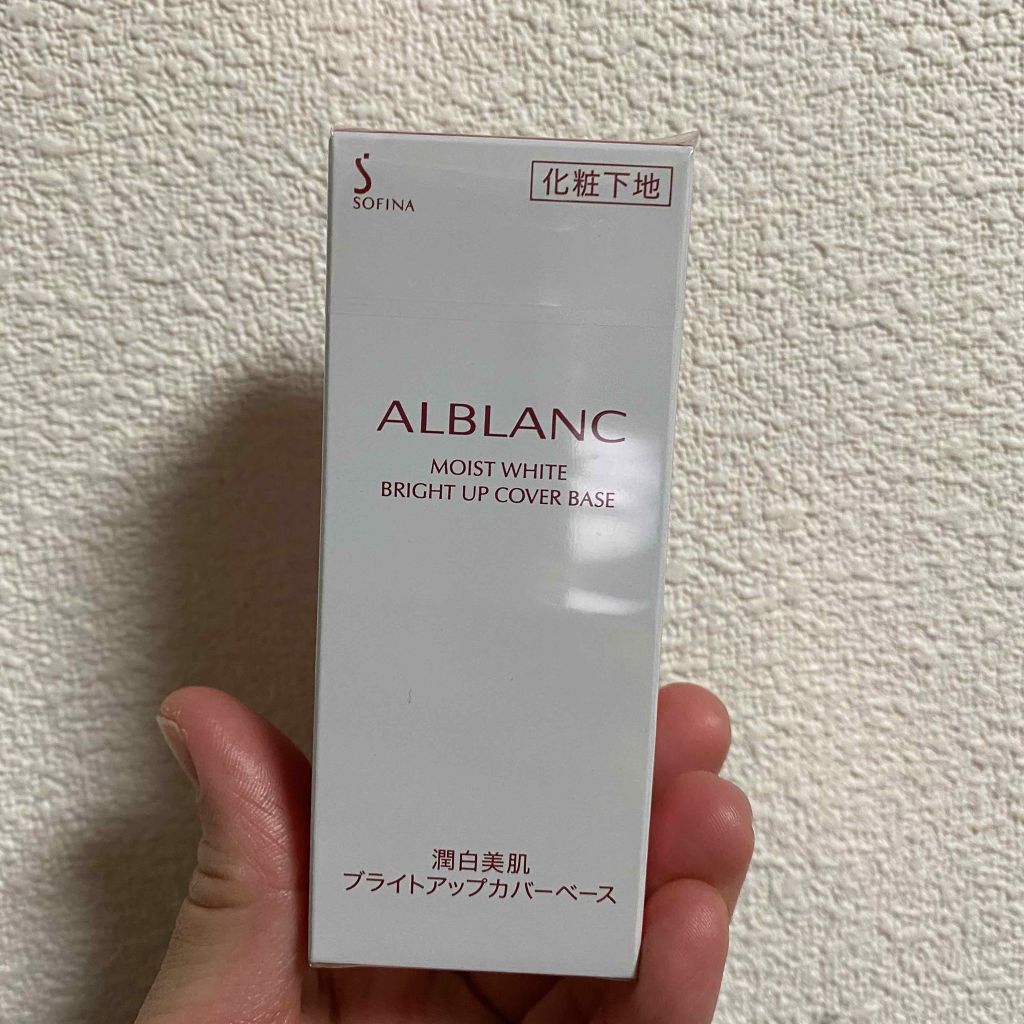 SOFINA
化粧下地
ALBLANC
MOIST WHITE
BRIGHT UP COVER BASE
潤白美肌
ブライトアップカバーベース